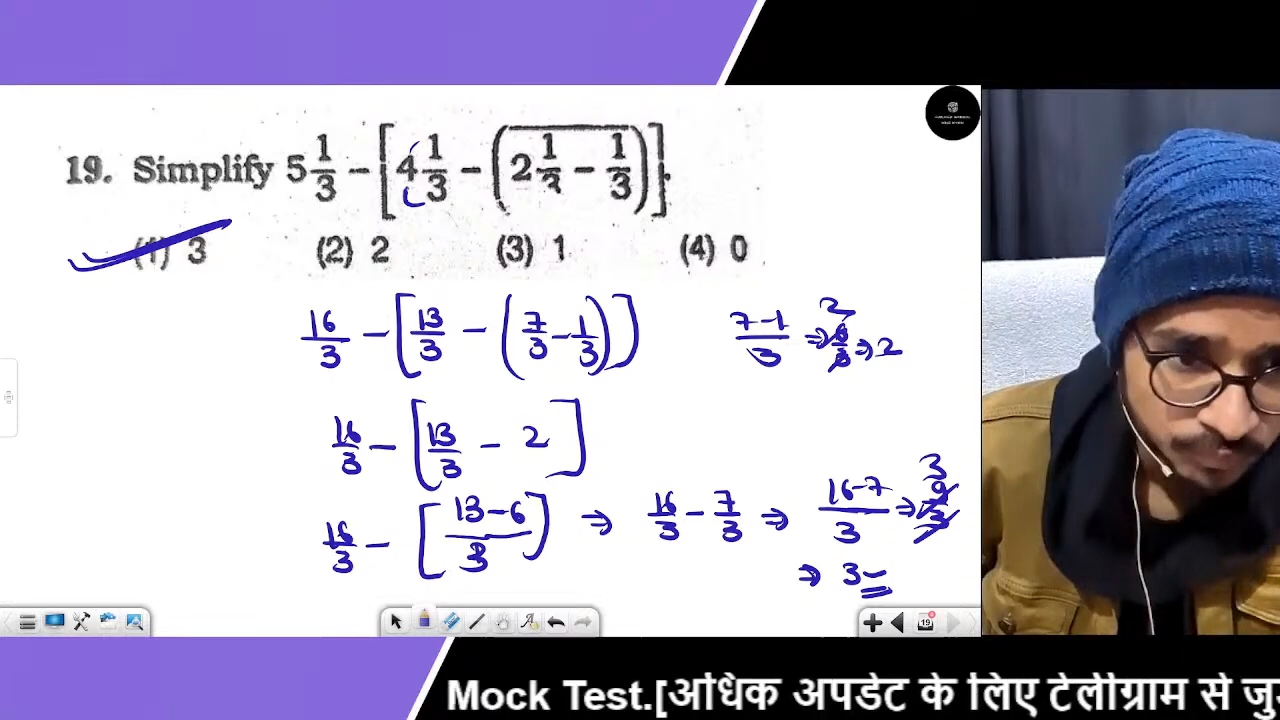 19. Simplify 5 1/3 − [4 1/3 − (2 1/3 − 1/3)].
(1) 3 (2) 2 (3) 1 (4) 0
16/3 − [13/3 − (7/3 − 1/3)]
7−1/3 ⇒ 6/3 2 ⇒ 2
16/3 − [13/3 − 2]
16/3 − [13−6/3] ⇒ 16/3 − 7/3 ⇒ 16−7/3 ⇒ 9/3 3
⇒ 3
19
Mock Test.[अधिक अपडेट के लिए टेलीग्राम से जु